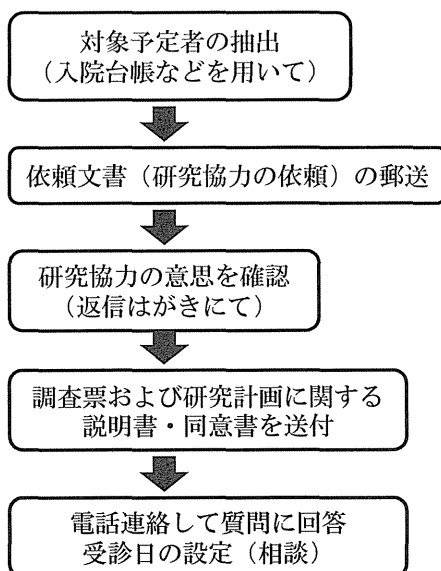 対象予定者の抽出
（入院台帳などを用いて）
依頼文書（研究協力の依頼）の郵送
研究協力の意思を確認
（返信はがきにて）
調査票および研究計画に関する
説明書・同意書を送付
電話連絡して質問に回答
受診日の設定（相談）